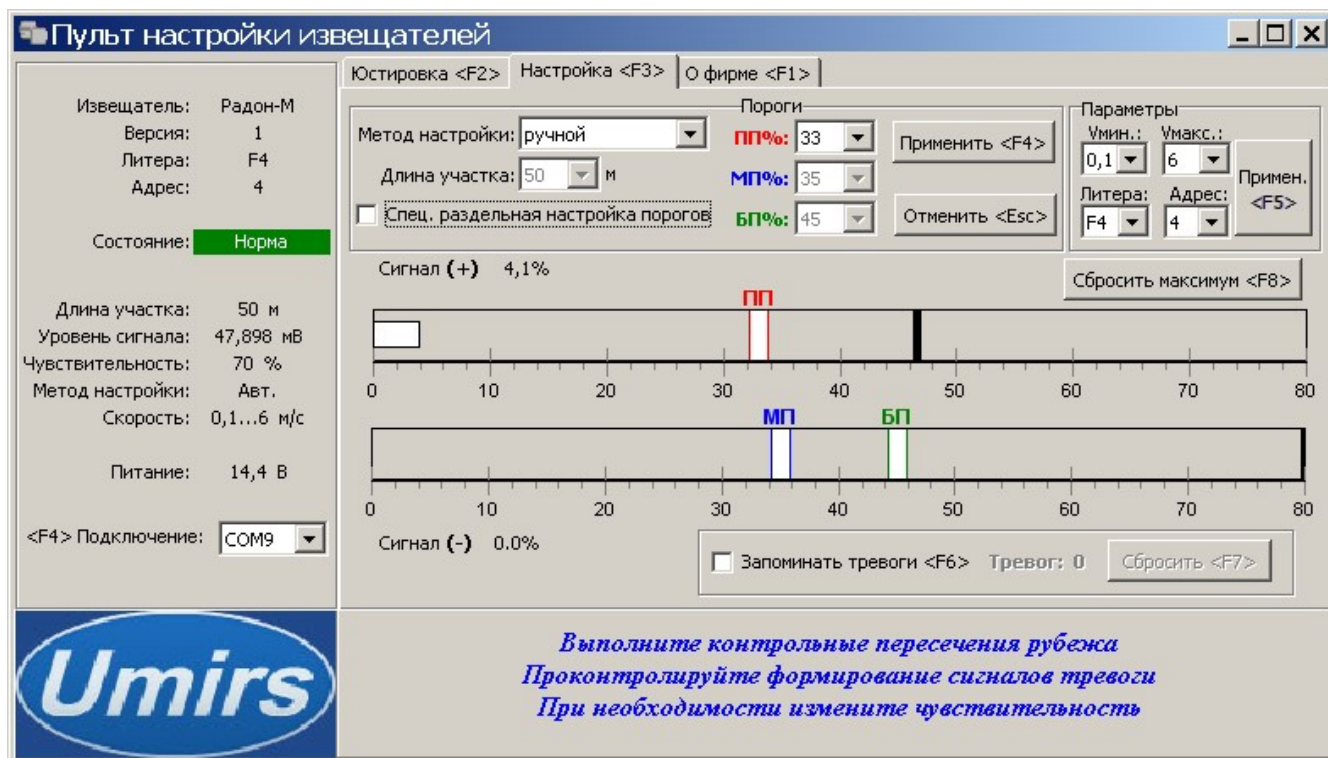 Пульт настройки извещателей
Юстировка <F2> Настройка <F3> О фирме <F1>
Извещатель: Радон-М
Версия: 1
Литера: F4
Адрес: 4
Состояние: Норма
Длина участка: 50 м
Уровень сигнала: 47,898 мВ
Чувствительность: 70 %
Метод настройки: Авт.
Скорость: 0,1...6 м/с
Питание: 14,4 В
<F4> Подключение: COM9
Пороги
Метод настройки: ручной
Длина участка: 50 м
Спец. раздельная настройка порогов
ПП%: 33
МП%: 35
БП%: 45
Применить <F4>
Отменить <Esc>
Параметры
Vмин.: Vмакс.:
0,1 6
Литера: Адрес:
F4 4
Примен.
<F5>
Сигнал (+) 4,1%
Сбросить максимум <F8>
ПП
0 10 20 30 40 50 60 70 80
МП БП
0 10 20 30 40 50 60 70 80
Сигнал (-) 0.0%
Запоминать тревоги <F6> Тревог: 0 Сбросить <F7>
Umirs
Выполните контрольные пересечения рубежа
Проконтролируйте формирование сигналов тревоги
При необходимости измените чувствительность